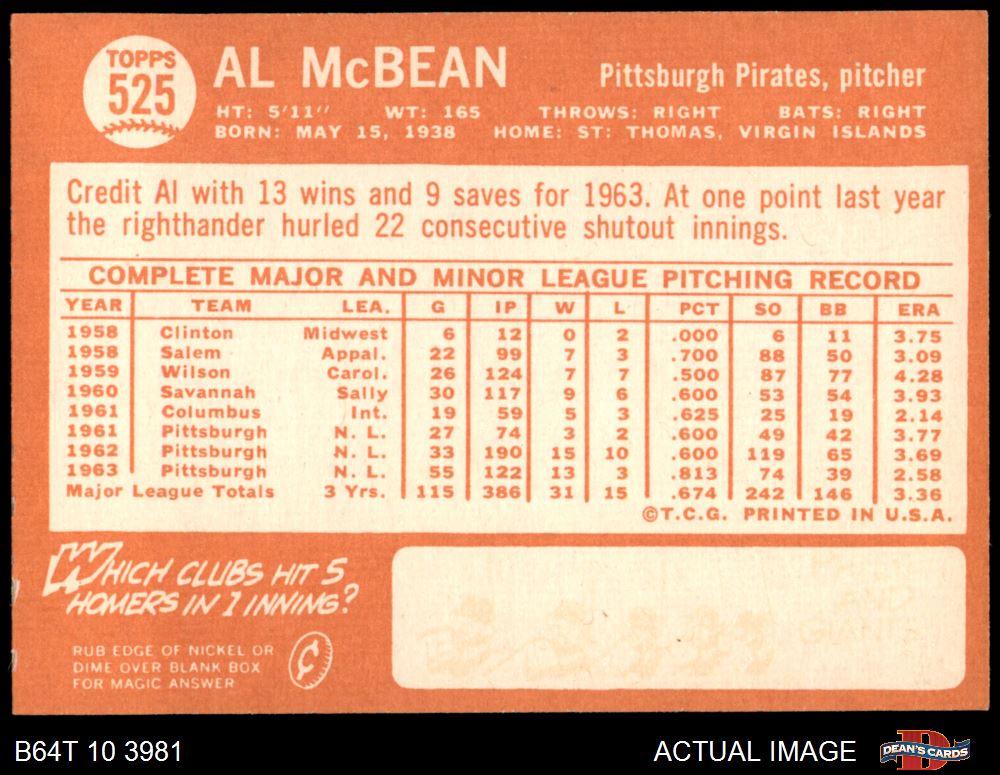 TOPPS
525
AL McBEAN
Pittsburgh Pirates, pitcher
HT: 5'11" WT: 165 THROWS: RIGHT BATS: RIGHT
BORN: MAY 15, 1938 HOME: ST: THOMAS, VIRGIN ISLANDS
Credit Al with 13 wins and 9 saves for 1963. At one point last year
the righthander hurled 22 consecutive shutout innings.
COMPLETE MAJOR AND MINOR LEAGUE PITCHING RECORD
YEAR TEAM LEA. G IP W L PCT SO BB ERA
1958 Clinton Midwest 6 12 0 2 .000 6 11 3.75
1958 Salem Appal. 22 99 7 3 .700 88 50 3.09
1959 Wilson Carol. 26 124 7 7 .500 87 77 4.28
1960 Savannah Sally 30 117 9 6 .600 53 54 3.93
1961 Columbus Int. 19 59 5 3 .625 25 19 2.14
1961 Pittsburgh N. L. 27 74 3 2 .600 49 42 3.77
1962 Pittsburgh N. L. 33 190 15 10 .600 119 65 3.69
1963 Pittsburgh N. L. 55 122 13 3 .813 74 39 2.58
Major League Totals 3 Yrs. 115 386 31 15 .674 242 146 3.36
©T.C.G. PRINTED IN U.S.A.
WHICH CLUBS HIT 5
HOMERS IN 1 INNING?
RUB EDGE OF NICKEL OR
DIME OVER BLANK BOX
FOR MAGIC ANSWER
¢
B64T 10 3981
ACTUAL IMAGE
D
DEAN'S CARDS